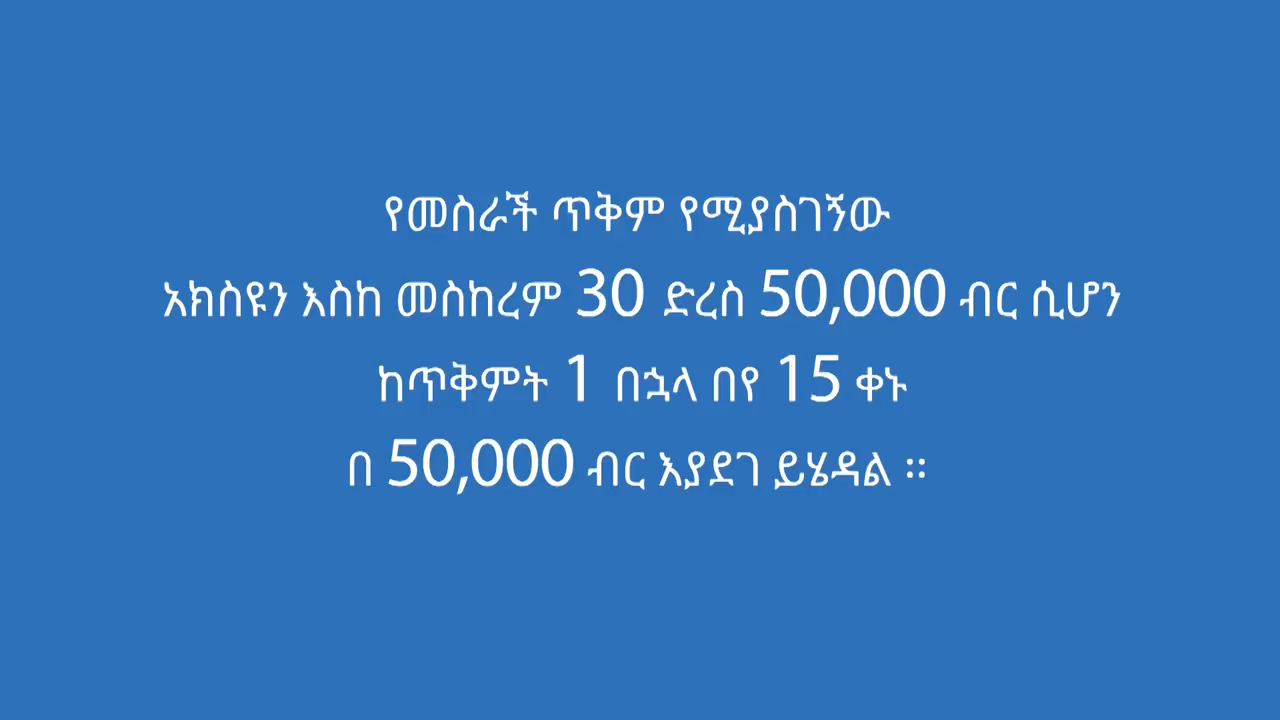 የመስራች ጥቅም የሚያስገኝው
አክስዩን እስከ መስከረም 30 ድረስ 50,000 ብር ሲሆን
ከጥቅምት 1 በኋላ በየ 15 ቀኑ
በ 50,000 ብር እያደገ ይሄዳል ።